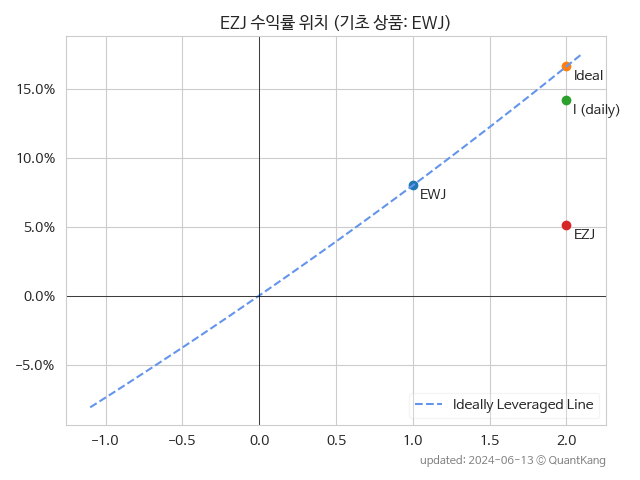 EZJ 수익률 위치 (기초 상품: EWJ)
15.0%
10.0%
5.0%
0.0%
−5.0%
Ideal
I (daily)
EWJ
EZJ
Ideally Leveraged Line
−1.0 −0.5 0.0 0.5 1.0 1.5 2.0
updated: 2024-06-13 © QuantKang